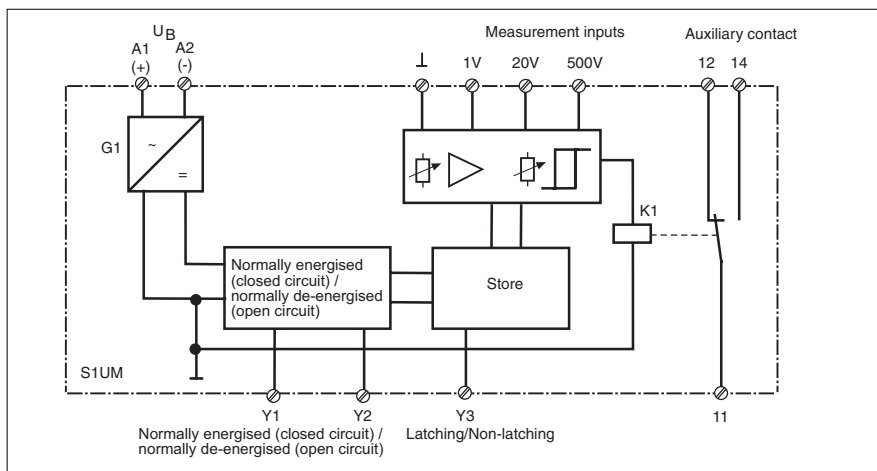 U B
Measurement inputs
Auxiliary contact
A1 A2
(+) (-)
⊥ 1V 20V 500V
12 14
G1
~
=
K1
Normally energised
(closed circuit) /
normally de-energised
(open circuit)
Store
S1UM
Y1 Y2 Y3 11
Normally energised (closed circuit) /
normally de-energised (open circuit)
Latching/Non-latching